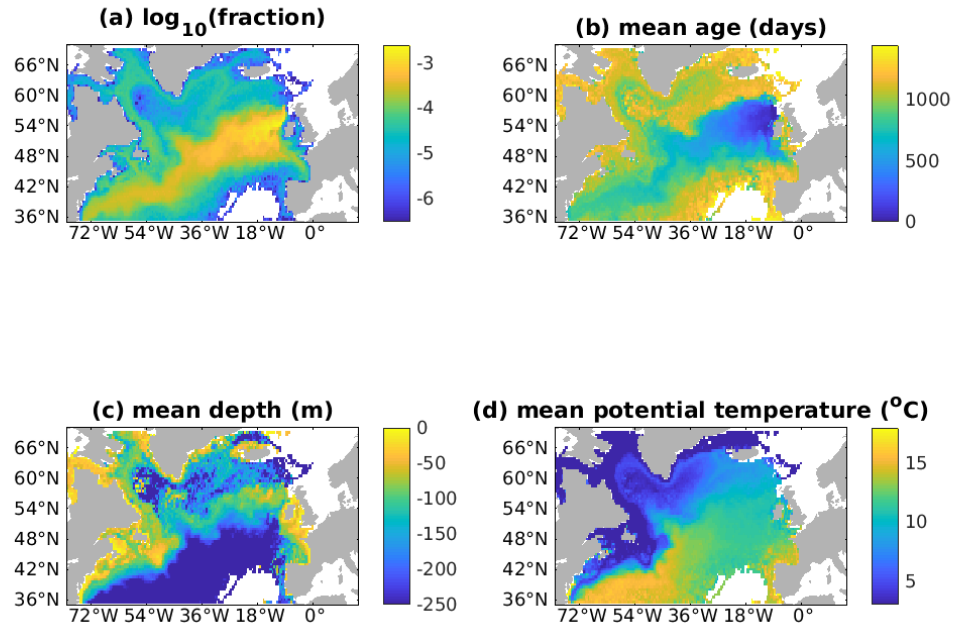 (a) log10(fraction)
66°N
60°N
54°N
48°N
42°N
36°N
72°W 54°W 36°W 18°W 0°
-3
-4
-5
-6
(b) mean age (days)
66°N
60°N
54°N
48°N
42°N
36°N
72°W 54°W 36°W 18°W 0°
1000
500
0
(c) mean depth (m)
66°N
60°N
54°N
48°N
42°N
36°N
72°W 54°W 36°W 18°W 0°
0
-50
-100
-150
-200
-250
(d) mean potential temperature (°C)
66°N
60°N
54°N
48°N
42°N
36°N
72°W 54°W 36°W 18°W 0°
15
10
5